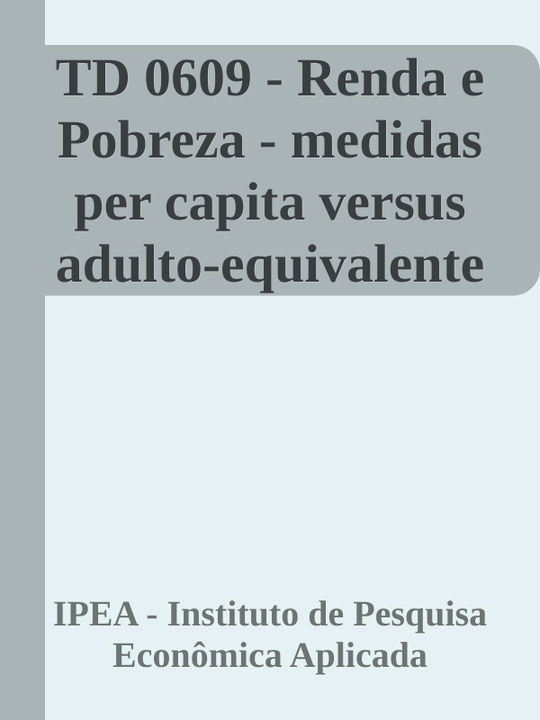 TD 0609 - Renda e
Pobreza - medidas
per capita versus
adulto-equivalente
IPEA - Instituto de Pesquisa
Econômica Aplicada